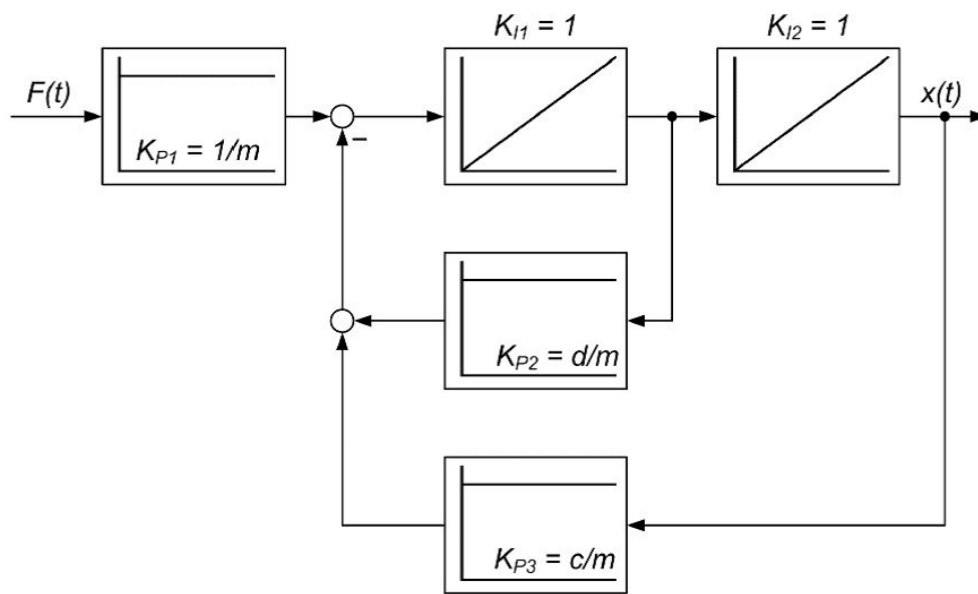 K_{I1} = 1
K_{I2} = 1
F(t)
x(t)
K_{P1} = 1/m
–
K_{P2} = d/m
K_{P3} = c/m